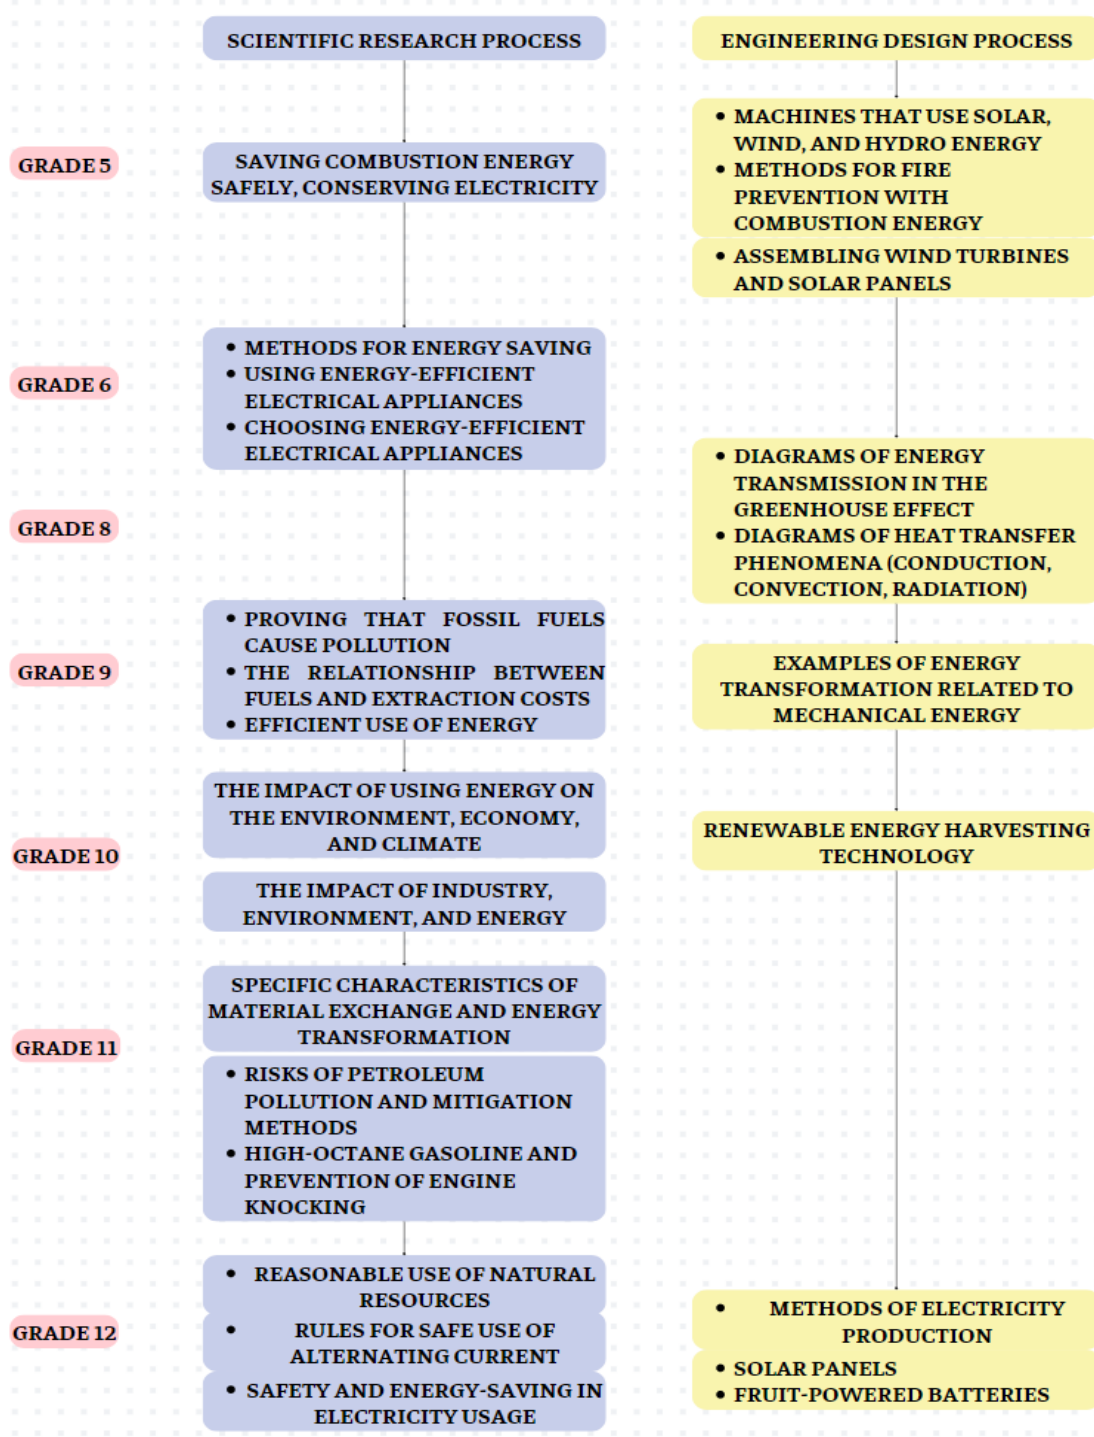 SCIENTIFIC RESEARCH PROCESS
ENGINEERING DESIGN PROCESS
GRADE 5
SAVING COMBUSTION ENERGY
SAFELY, CONSERVING ELECTRICITY
• MACHINES THAT USE SOLAR,
WIND, AND HYDRO ENERGY
• METHODS FOR FIRE
PREVENTION WITH
COMBUSTION ENERGY
• ASSEMBLING WIND TURBINES
AND SOLAR PANELS
GRADE 6
• METHODS FOR ENERGY SAVING
• USING ENERGY-EFFICIENT
ELECTRICAL APPLIANCES
• CHOOSING ENERGY-EFFICIENT
ELECTRICAL APPLIANCES
GRADE 8
• DIAGRAMS OF ENERGY
TRANSMISSION IN THE
GREENHOUSE EFFECT
• DIAGRAMS OF HEAT TRANSFER
PHENOMENA (CONDUCTION,
CONVECTION, RADIATION)
GRADE 9
• PROVING THAT FOSSIL FUELS
CAUSE POLLUTION
• THE RELATIONSHIP BETWEEN
FUELS AND EXTRACTION COSTS
• EFFICIENT USE OF ENERGY
EXAMPLES OF ENERGY
TRANSFORMATION RELATED TO
MECHANICAL ENERGY
GRADE 10
THE IMPACT OF USING ENERGY ON
THE ENVIRONMENT, ECONOMY,
AND CLIMATE
THE IMPACT OF INDUSTRY,
ENVIRONMENT, AND ENERGY
RENEWABLE ENERGY HARVESTING
TECHNOLOGY
GRADE 11
SPECIFIC CHARACTERISTICS OF
MATERIAL EXCHANGE AND ENERGY
TRANSFORMATION
• RISKS OF PETROLEUM
POLLUTION AND MITIGATION
METHODS
• HIGH-OCTANE GASOLINE AND
PREVENTION OF ENGINE
KNOCKING
GRADE 12
• REASONABLE USE OF NATURAL
RESOURCES
• RULES FOR SAFE USE OF
ALTERNATING CURRENT
• SAFETY AND ENERGY-SAVING IN
ELECTRICITY USAGE
• METHODS OF ELECTRICITY
PRODUCTION
• SOLAR PANELS
• FRUIT-POWERED BATTERIES